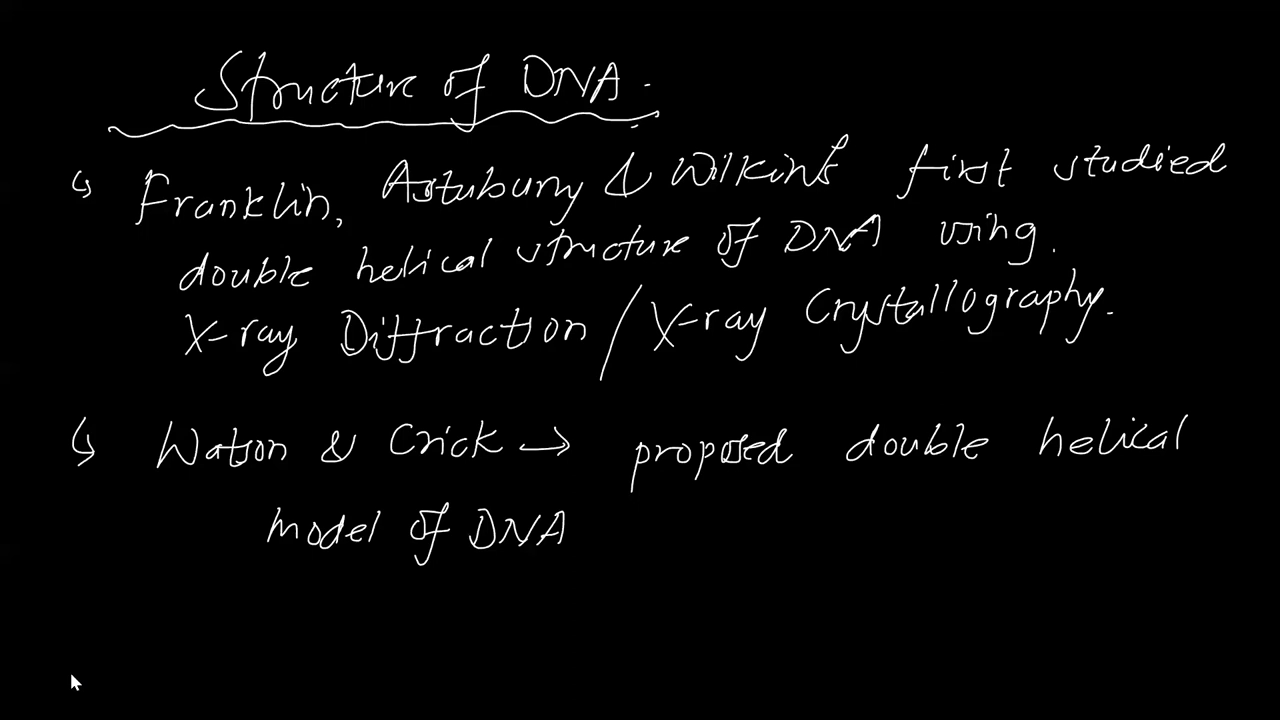 Structure of DNA.
↳ Franklin, Astubury & Wilkins first studied
double helical structure of DNA using.
X-ray Diffraction / X-ray Crystallography.
↳ Watson & Crick → proposed double helical
model of DNA